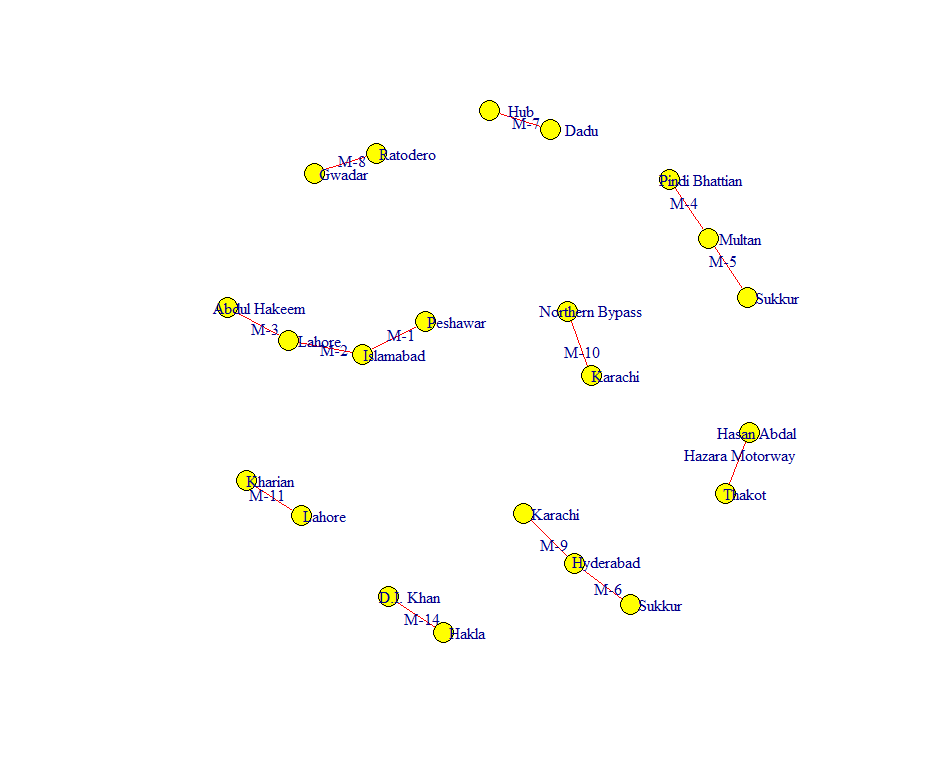 Hub
M-7
Dadu
Ratodero
M-8
Gwadar
Pindi Bhattian
M-4
Multan
M-5
Sukkur
Abdul Hakeem
M-3
Lahore
M-2
Islamabad
M-1
Peshawar
Northern Bypass
M-10
Karachi
Hasan Abdal
Hazara Motorway
Thakot
Kharian
M-11
Lahore
Karachi
M-9
Hyderabad
M-6
Sukkur
D.I. Khan
M-14
Hakla